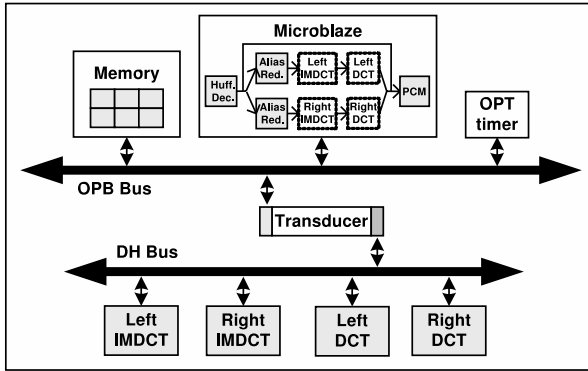 Microblaze
Memory
Huff.
Dec.
Alias
Red.
Left
IMDCT
Left
DCT
Alias
Red.
Right
IMDCT
Right
DCT
PCM
OPT
timer
OPB Bus
Transducer
DH Bus
Left
IMDCT
Right
IMDCT
Left
DCT
Right
DCT